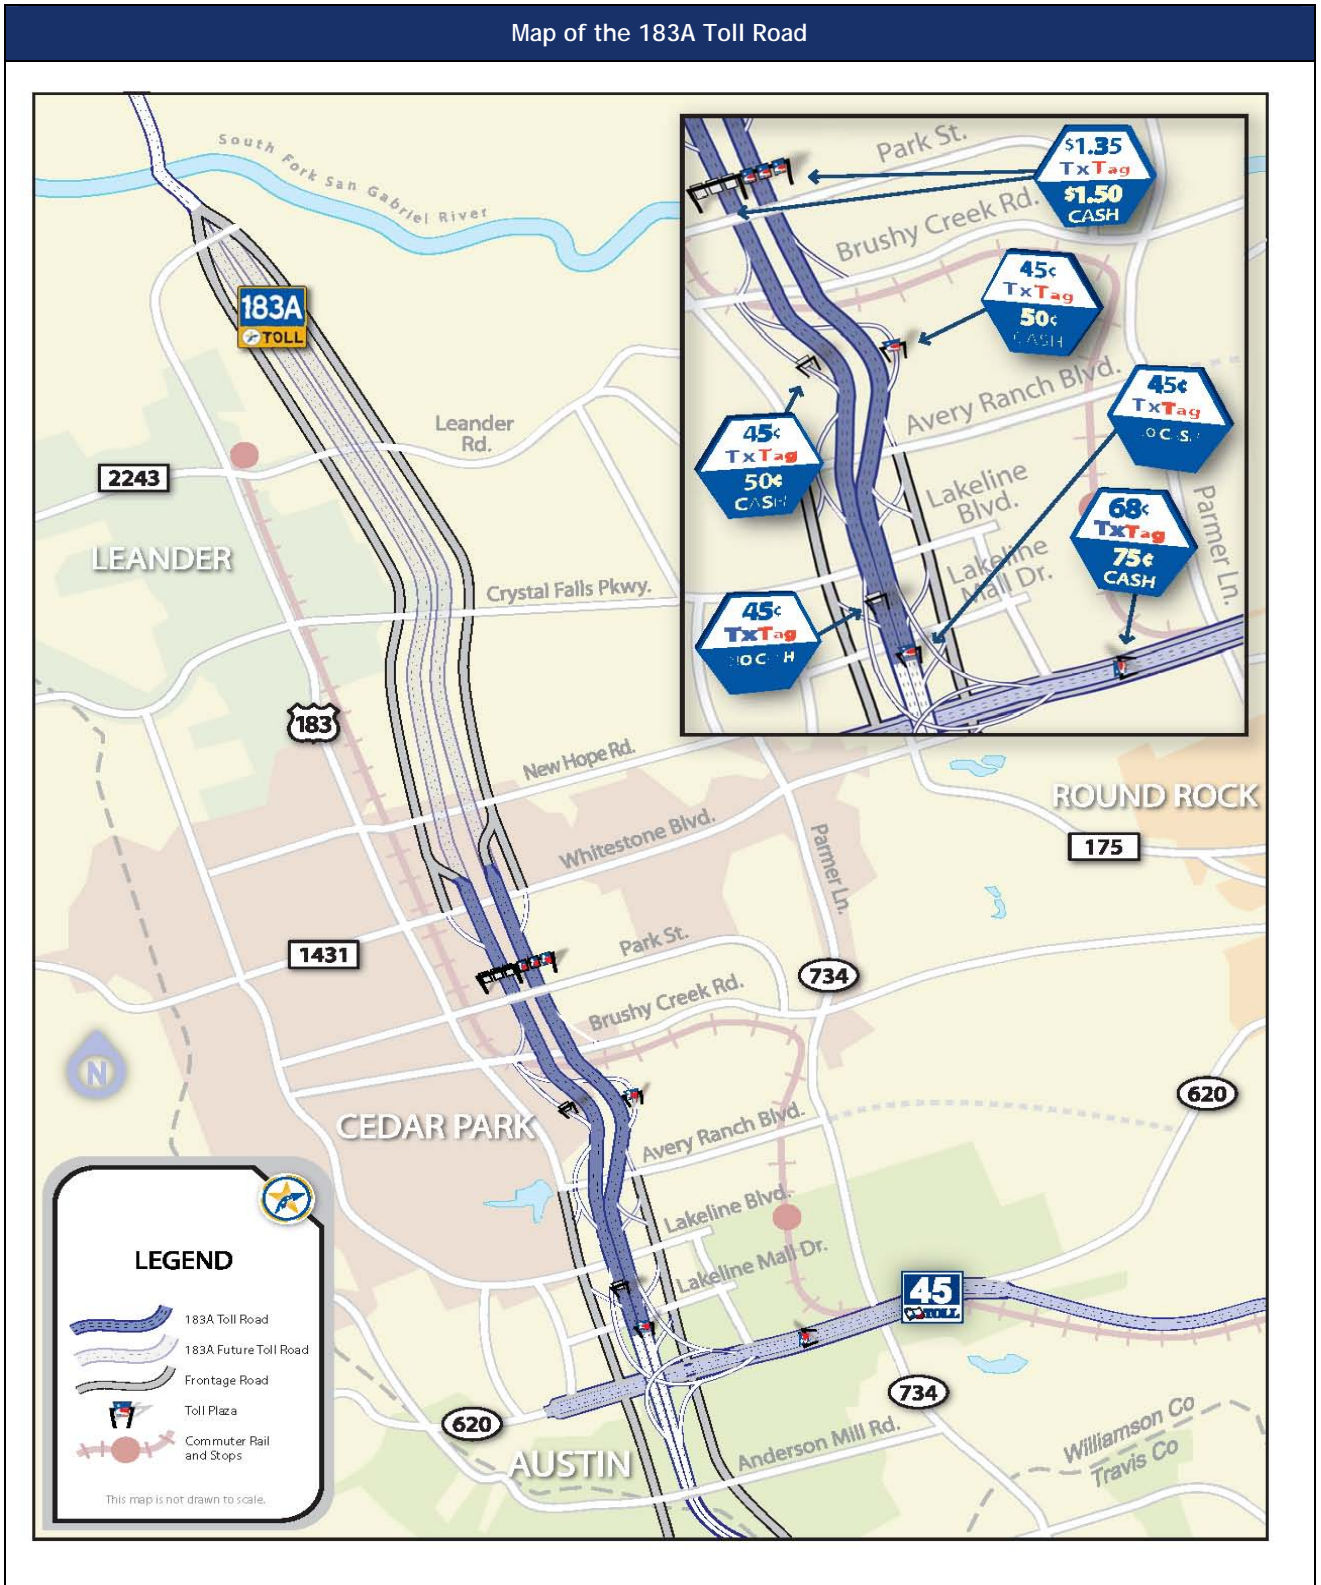 Map of the 183A Toll Road
South Fork San Gabriel River
183A
TOLL
Leander
Rd.
2243
LEANDER
Crystal Falls Pkwy.
183
New Hope Rd.
Whitestone Blvd.
Parmer Ln.
ROUND ROCK
175
1431
Park St.
734
Brushy Creek Rd.
N
620
CEDAR PARK
Avery Ranch Blvd.
Lakeline Blvd.
Lakeline Mall Dr.
45
TOLL
734
620
AUSTIN
Anderson Mill Rd.
Williamson Co
Travis Co
Park St.
$1.35
TxTag
$1.50
CASH
Brushy Creek Rd.
45¢
TxTag
50¢
CASH
Avery Ranch Blvd.
45¢
TxTag
45¢
TxTag
50¢
CASH
Lakeline
Blvd.
Lakeline
Mall Dr.
Parmer Ln.
68¢
TxTag
75¢
CASH
45¢
TxTag
LEGEND
183A Toll Road
183A Future Toll Road
Frontage Road
Toll Plaza
Commuter Rail
and Stops
This map is not drawn to scale.